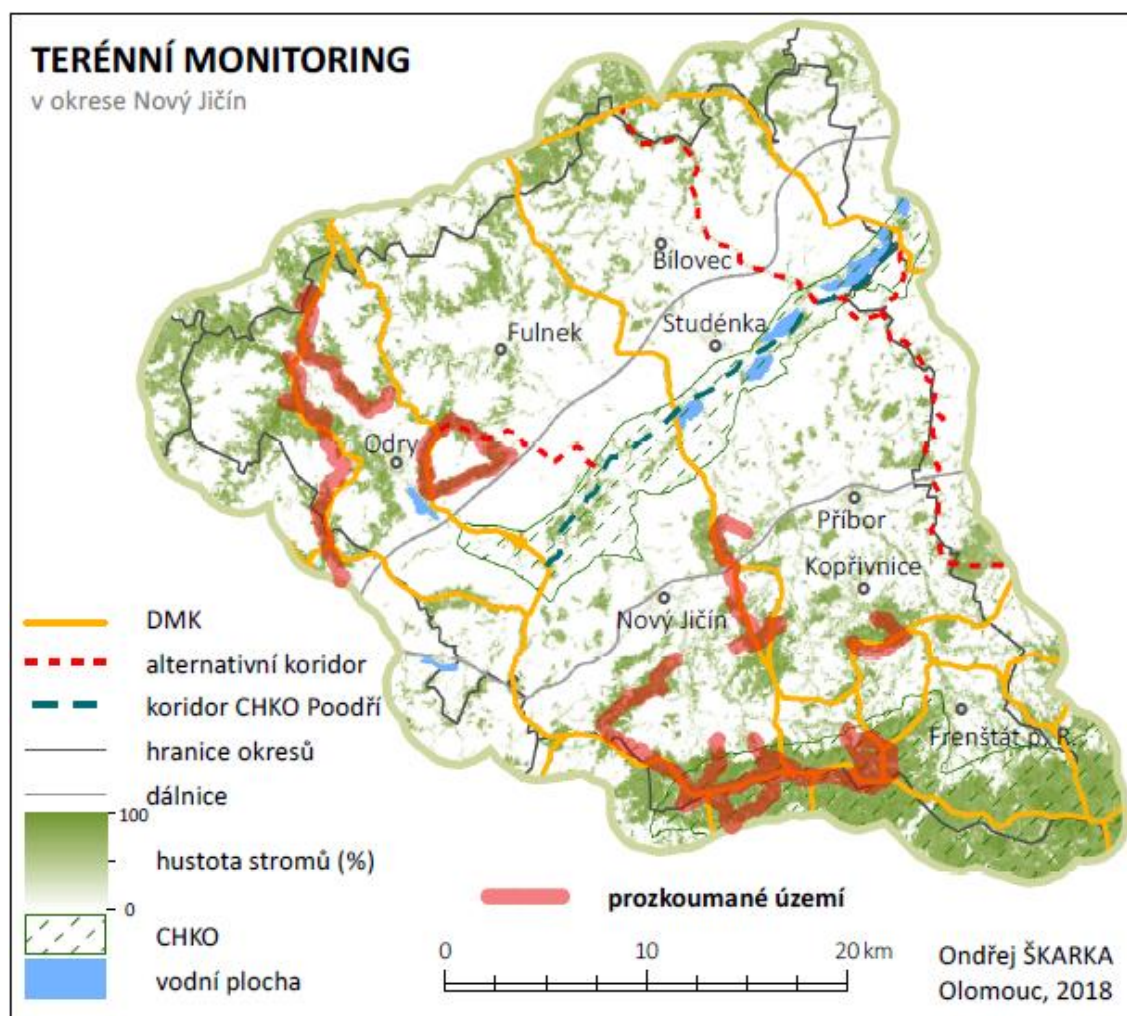 TERÉNNÍ MONITORING
v okrese Nový Jičín
Bílovec
Studénka
Fulnek
Odry
Příbor
Kopřivnice
Nový Jičín
Frenštát p. R.
DMK
alternativní koridor
koridor CHKO Poodří
hranice okresů
dálnice
100
hustota stromů (%)
0
CHKO
vodní plocha
prozkoumané území
0 10 20 km
Ondřej ŠKARKA
Olomouc, 2018